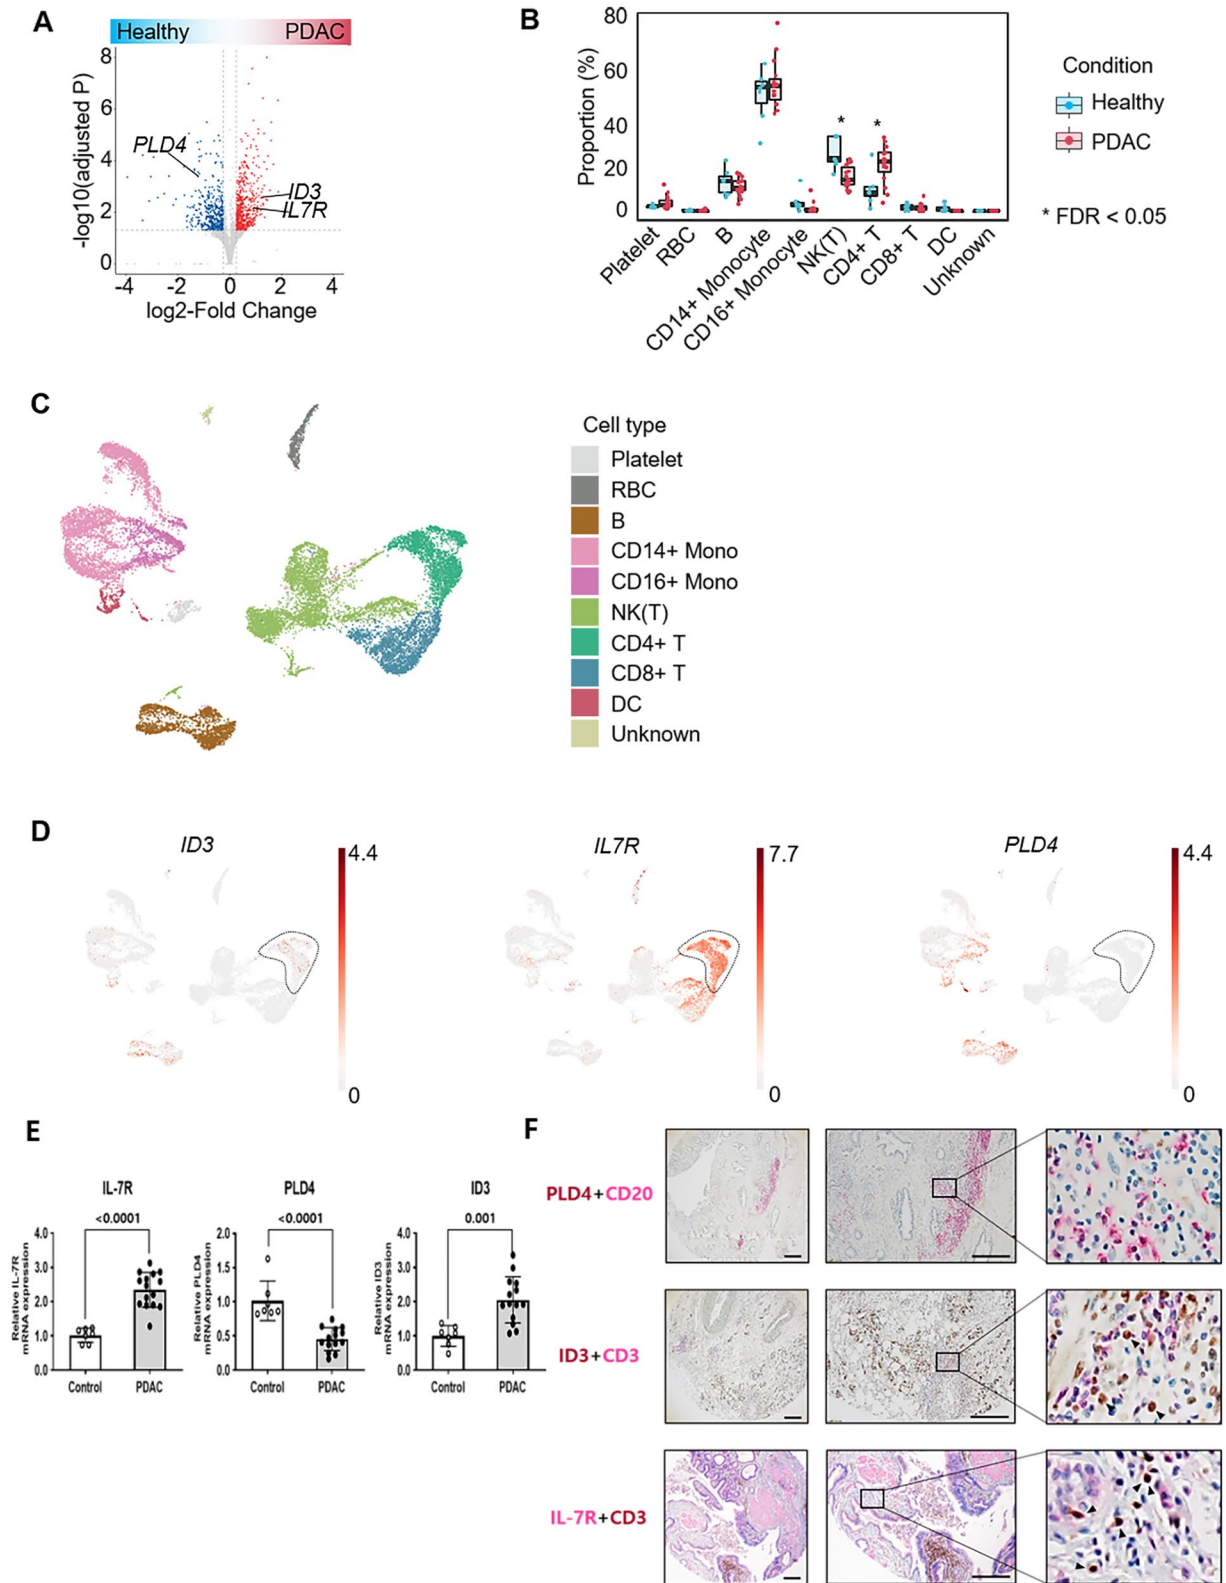 A
Healthy PDAC
8
6
4
2
0
-log10(adjusted P)
PLD4
ID3
IL7R
-4 -2 0 2 4
log2-Fold Change
B
80
60
40
20
0
Proportion (%)
* *
Platelet
RBC
B
CD14+ Monocyte
CD16+ Monocyte
NK(T)
CD4+ T
CD8+ T
DC
Unknown
Condition
Healthy
PDAC
* FDR < 0.05
C
Cell type
Platelet
RBC
B
CD14+ Mono
CD16+ Mono
NK(T)
CD4+ T
CD8+ T
DC
Unknown
D
ID3
4.4
0
IL7R
7.7
0
PLD4
4.4
0
E
IL-7R
<0.0001
Relative IL-7R
mRNA expression
4.0
3.0
2.0
1.0
0.0
Control PDAC
PLD4
<0.0001
Relative PLD4
mRNA expression
2.0
1.5
1.0
0.5
0.0
Control PDAC
ID3
0.001
Relative ID3
mRNA expression
4.0
3.0
2.0
1.0
0.0
Control PDAC
F
PLD4+CD20
ID3+CD3
IL-7R+CD3